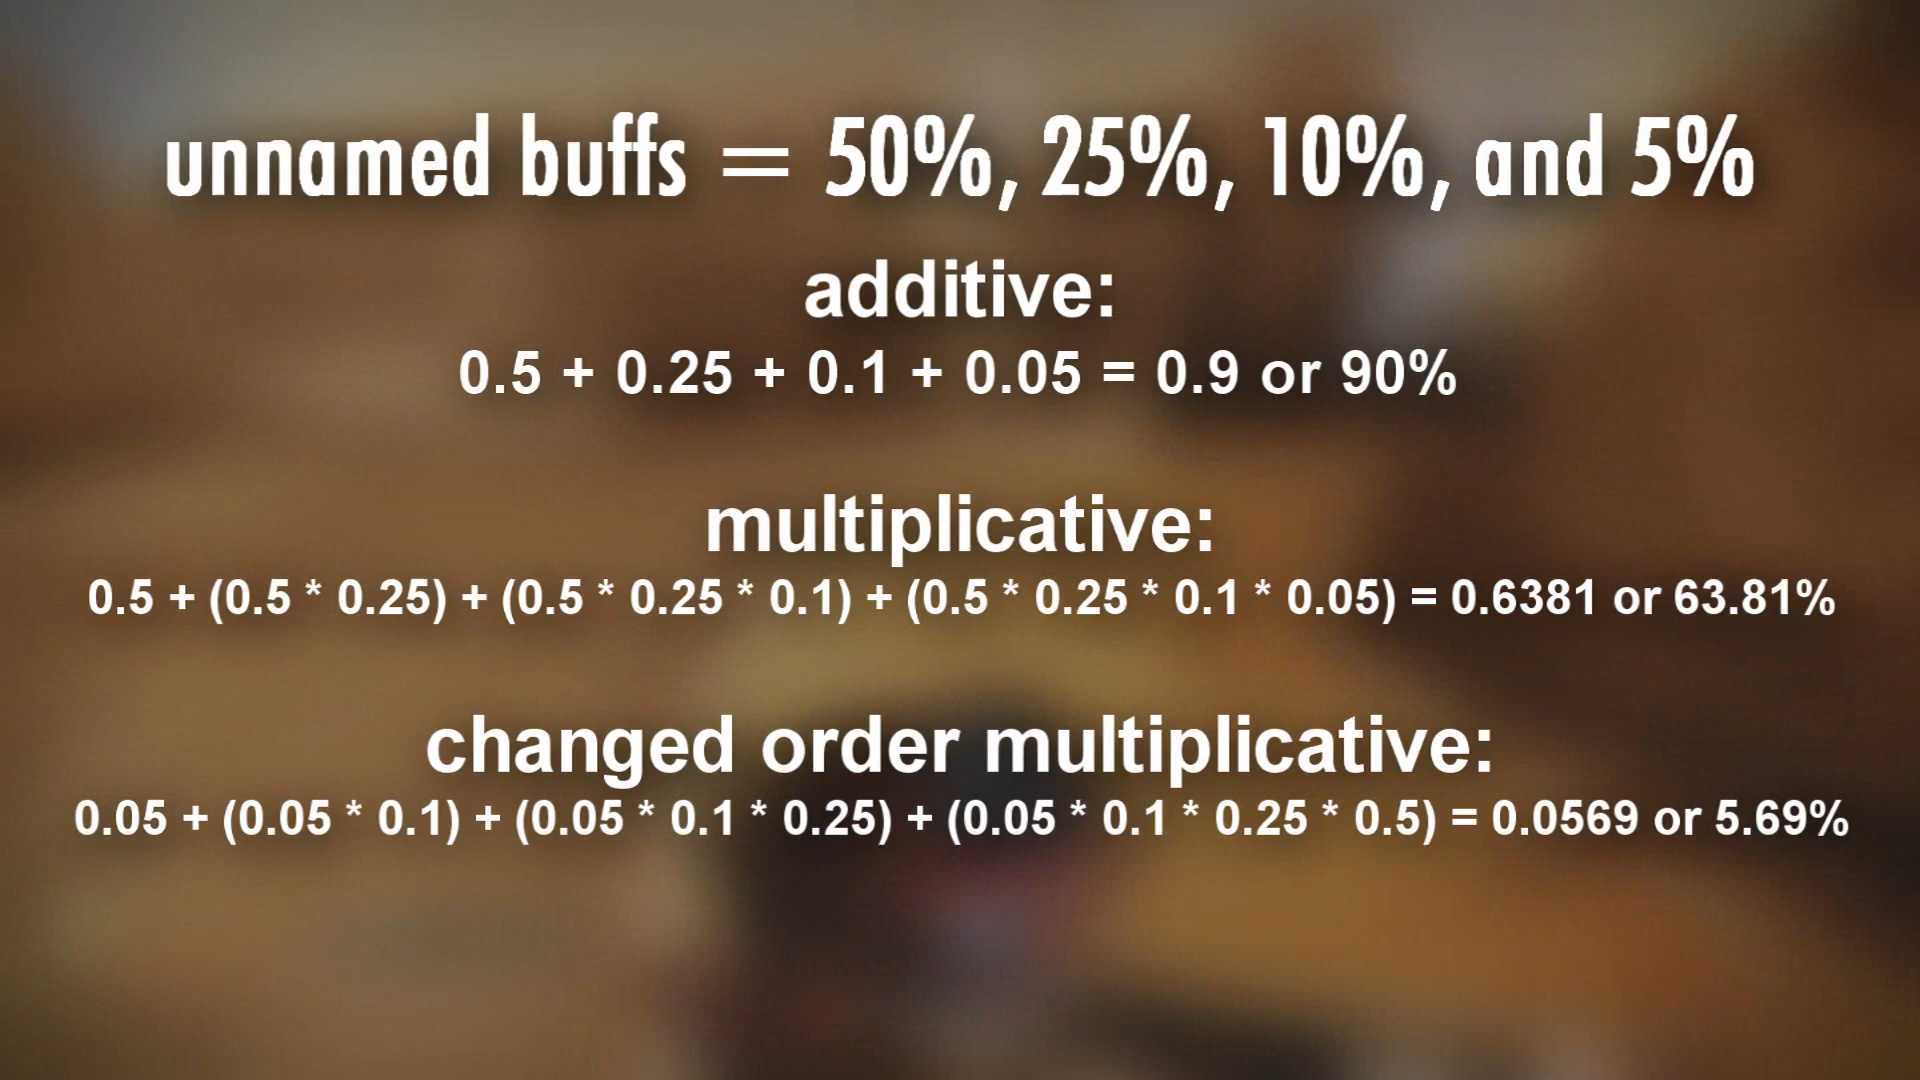 unnamed buffs = 50%, 25%, 10%, and 5%
additive:
0.5 + 0.25 + 0.1 + 0.05 = 0.9 or 90%
multiplicative:
0.5 + (0.5 * 0.25) + (0.5 * 0.25 * 0.1) + (0.5 * 0.25 * 0.1 * 0.05) = 0.6381 or 63.81%
changed order multiplicative:
0.05 + (0.05 * 0.1) + (0.05 * 0.1 * 0.25) + (0.05 * 0.1 * 0.25 * 0.5) = 0.0569 or 5.69%